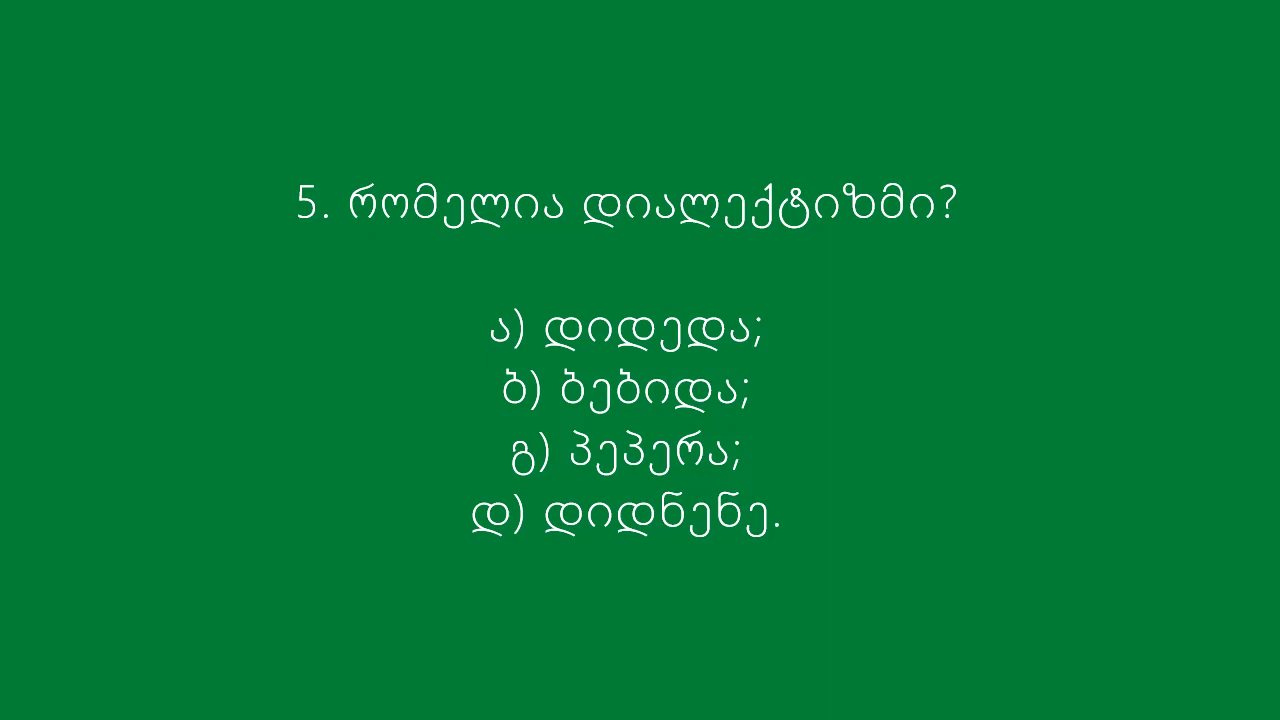 5. რომელია დიალექტიზმი?
ა) დიდედა;
ბ) ბებიდა;
გ) პეპერა;
დ) დიდნენე.